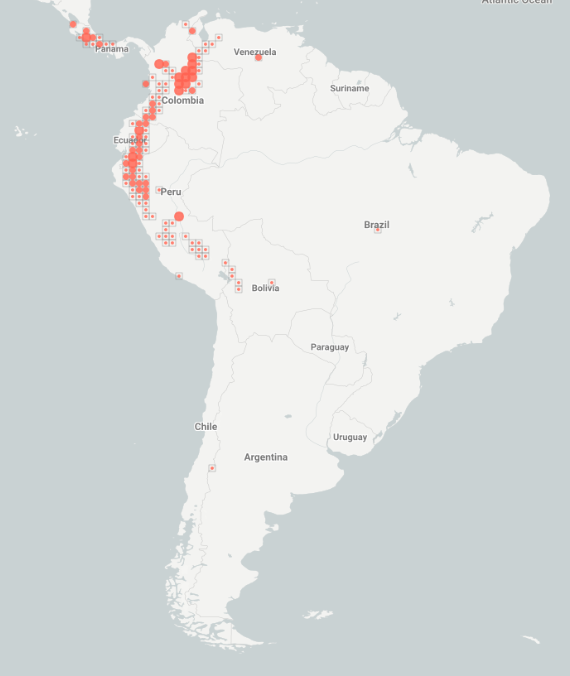 Atlantic Ocean
Panama
Venezuela
Suriname
Colombia
Ecuador
Peru
Brazil
Bolivia
Paraguay
Chile
Uruguay
Argentina